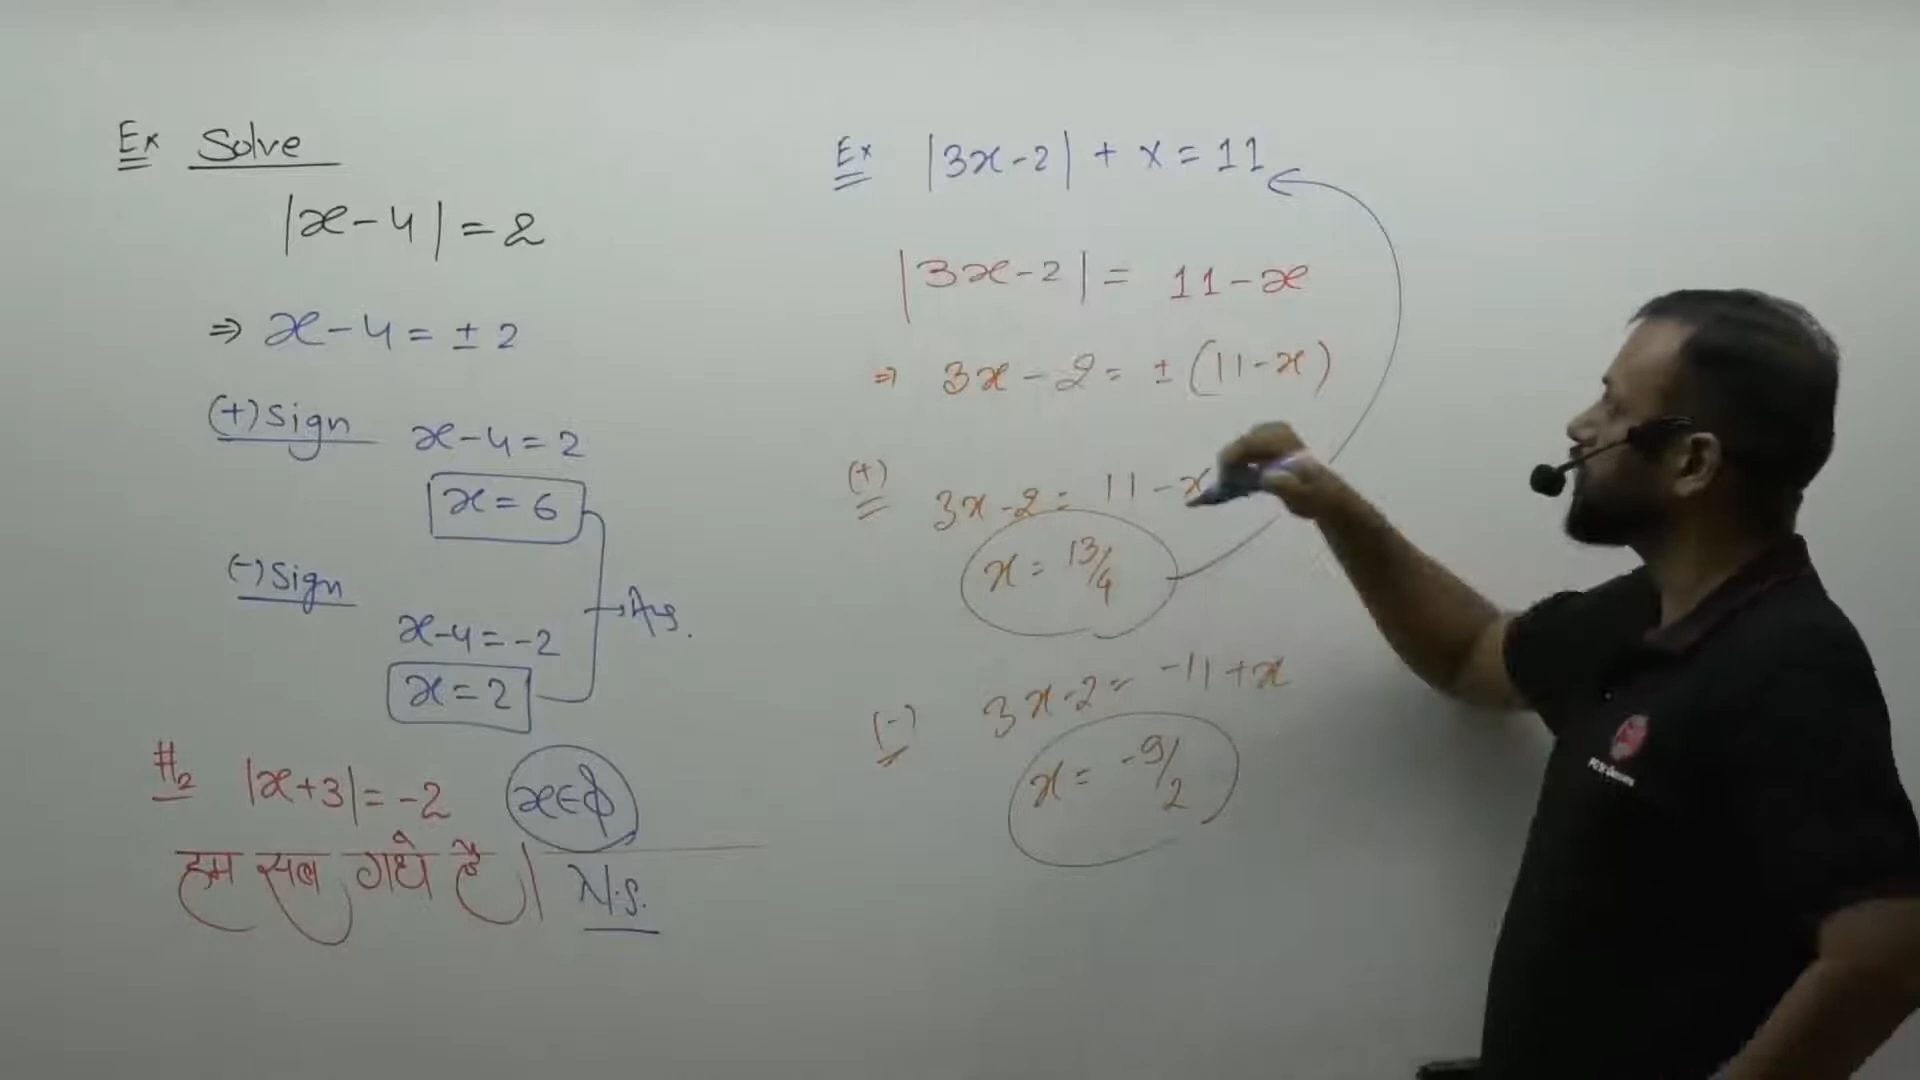 Ex Solve
|x-4| = 2
⇒ x-4 = ± 2
(+) Sign x-4 = 2
x = 6
(-) Sign
x-4 = -2
x = 2
→ Ans.
#2 |x+3| = -2 x∈ϕ
हम सब गधे है।
N.S.
Ex |3x-2| + x = 11
|3x-2| = 11-x
⇒ 3x-2 = ± (11-x)
(+) 3x-2 = 11-x
x = 13/4
(-) 3x-2 = -11+x
x = -9/2